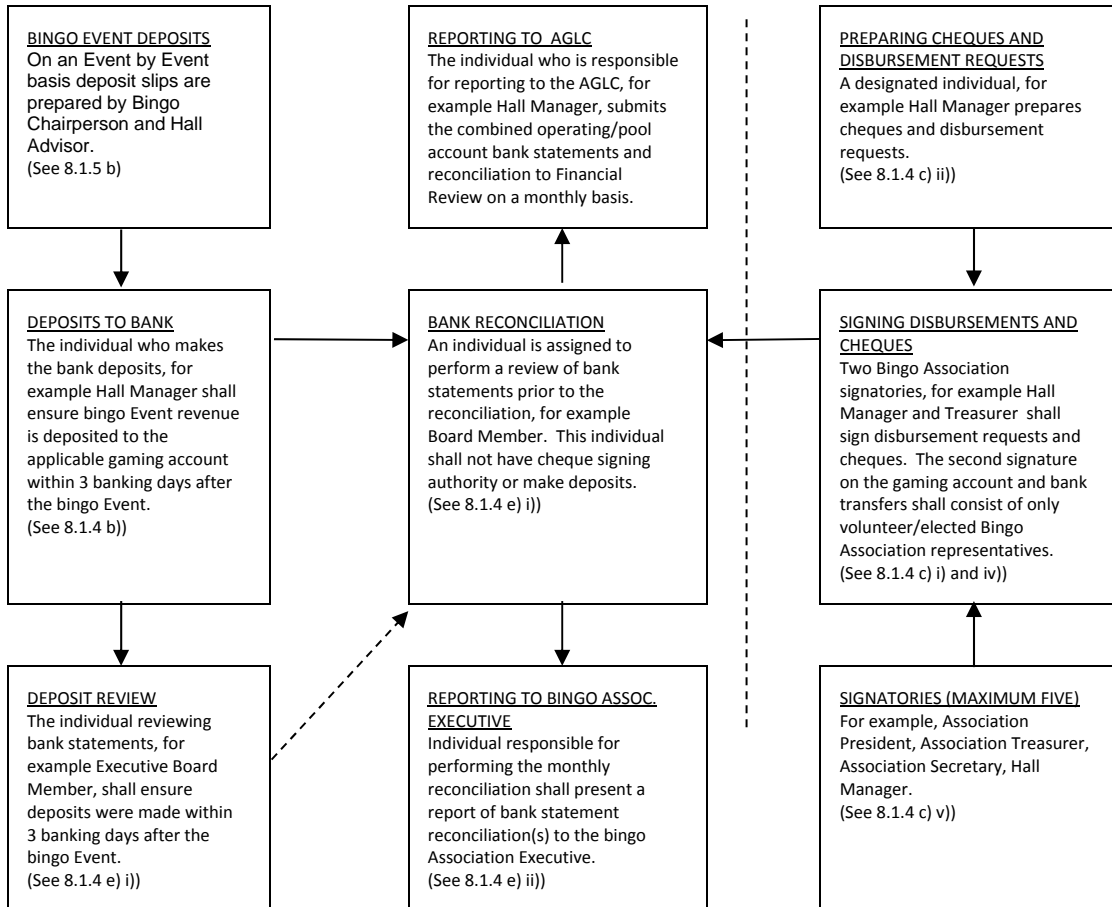 BINGO EVENT DEPOSITS
On an Event by Event
basis deposit slips are
prepared by Bingo
Chairperson and Hall
Advisor.
(See 8.1.5 b)
REPORTING TO AGLC
The individual who is responsible
for reporting to the AGLC, for
example Hall Manager, submits
the combined operating/pool
account bank statements and
reconciliation to Financial
Review on a monthly basis.
PREPARING CHEQUES AND
DISBURSEMENT REQUESTS
A designated individual, for
example Hall Manager prepares
cheques and disbursement
requests.
(See 8.1.4 c) ii))
DEPOSITS TO BANK
The individual who makes
the bank deposits, for
example Hall Manager shall
ensure bingo Event revenue
is deposited to the
applicable gaming account
within 3 banking days after
the bingo Event.
(See 8.1.4 b))
BANK RECONCILIATION
An individual is assigned to
perform a review of bank
statements prior to the
reconciliation, for example
Board Member. This individual
shall not have cheque signing
authority or make deposits.
(See 8.1.4 e) i))
SIGNING DISBURSEMENTS AND
CHEQUES
Two Bingo Association
signatories, for example Hall
Manager and Treasurer shall
sign disbursement requests and
cheques. The second signature
on the gaming account and bank
transfers shall consist of only
volunteer/elected Bingo
Association representatives.
(See 8.1.4 c) i) and iv))
DEPOSIT REVIEW
The individual reviewing
bank statements, for
example Executive Board
Member, shall ensure
deposits were made within
3 banking days after the
bingo Event.
(See 8.1.4 e) i))
REPORTING TO BINGO ASSOC.
EXECUTIVE
Individual responsible for
performing the monthly
reconciliation shall present a
report of bank statement
reconciliation(s) to the bingo
Association Executive.
(See 8.1.4 e) ii))
SIGNATORIES (MAXIMUM FIVE)
For example, Association
President, Association Treasurer,
Association Secretary, Hall
Manager.
(See 8.1.4 c) v))